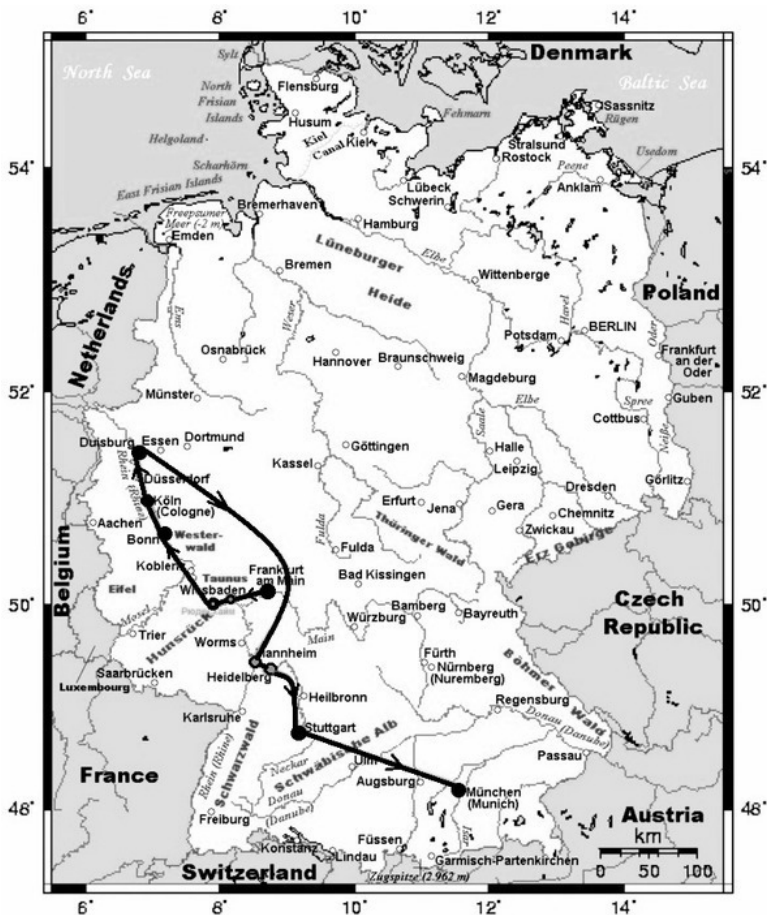 6˚ 8˚ 10˚ 12˚ 14˚
Denmark
North Sea
Sylt
Baltic Sea
Flensburg
North
Frisian
Islands
Sassnitz
Rügen
Husum
Fehmarn
Kiel
Canal
Kiel
Helgoland
Stralsund
Rostock
Usedom
54˚ 54˚
Scharhörn
Peene
East Frisian Islands
Lübeck
Anklam
Schwerin
Bremerhaven
Freepsumer
Meer (-2 m)
Hamburg
Emden
Lüneburger
Heide
Elbe
Bremen
Wittenberge
Netherlands
Poland
Ems
Weser
Havel
Potsdam
BERLIN
Oder
Osnabrück
Hannover
Braunschweig
Frankfurt
an der
Oder
52˚ 52˚
Magdeburg
Münster
Elbe
Spree
Guben
Saale
Cottbus
Neiße
Duisburg
Essen
Dortmund
Göttingen
Halle
Leipzig
Kassel
Rhein (Rhine)
Düsseldorf
Görlitz
Köln
(Cologne)
Erfurt
Jena
Gera
Dresden
Chemnitz
Aachen
Zwickau
Belgium
Bonn
Wester-
wald
Fulda
Thüringer Wald
Erz Gebirge
Koblenz
Fulda
Eifel
Taunus
Frankfurt
am Main
Bad Kissingen
Wiesbaden
50˚ 50˚
Bamberg
Bayreuth
Czech
Republic
Mosel
Würzburg
Trier
Hunsrück
Worms
Main
Mannheim
Fürth
Nürnberg
(Nuremberg)
Böhmer Wald
Saarbrücken
Heidelberg
Luxembourg
Heilbronn
Regensburg
Karlsruhe
Donau (Danube)
Stuttgart
Schwäbische Alb
Passau
France
Rhein (Rhine)
Schwarzwald
Neckar
Ulm
Augsburg
Donau
(Danube)
München
(Munich)
48˚ 48˚
Freiburg
Isar
Austria
km
Konstanz
Lindau
Füssen
Garmisch-Partenkirchen
0 50 100
Switzerland
Zugspitze (2.962 m)
6˚ 8˚ 10˚ 12˚ 14˚